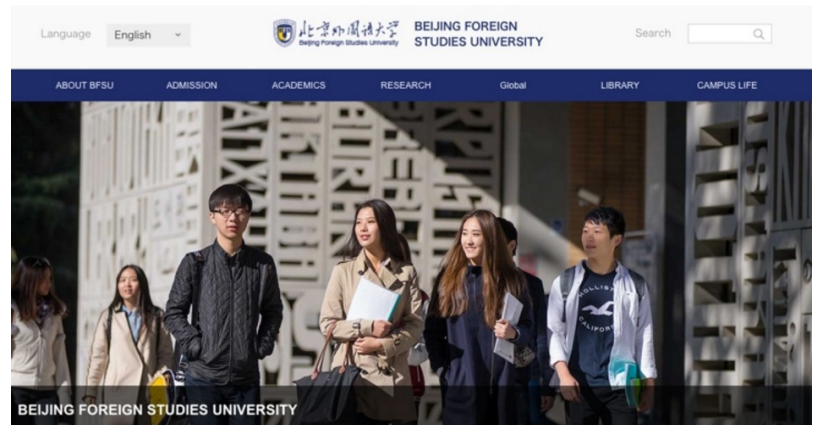 Language English
北京外国语大学
Beijing Foreign Studies University
BEIJING FOREIGN
STUDIES UNIVERSITY
Search
ABOUT BFSU ADMISSION ACADEMICS RESEARCH Global LIBRARY CAMPUS LIFE
HOLLISTER
CALIFORNIA
BEIJING FOREIGN STUDIES UNIVERSITY